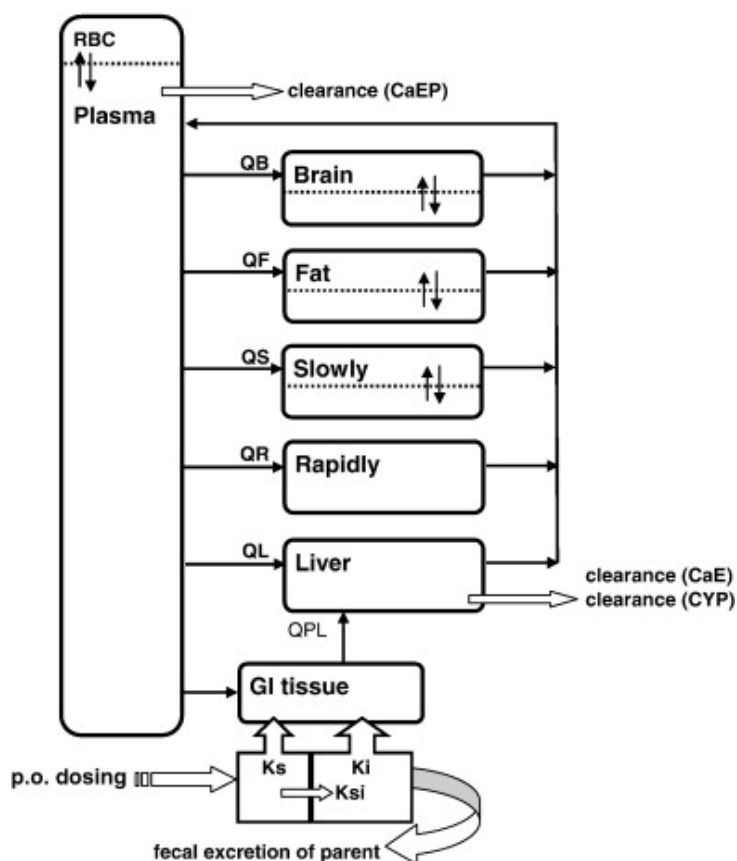 RBC
Plasma
clearance (CaEP)
QB
Brain
QF
Fat
QS
Slowly
QR
Rapidly
QL
Liver
clearance (CaE)
clearance (CYP)
QPL
GI tissue
Ks
Ki
p.o. dosing
Ksi
fecal excretion of parent